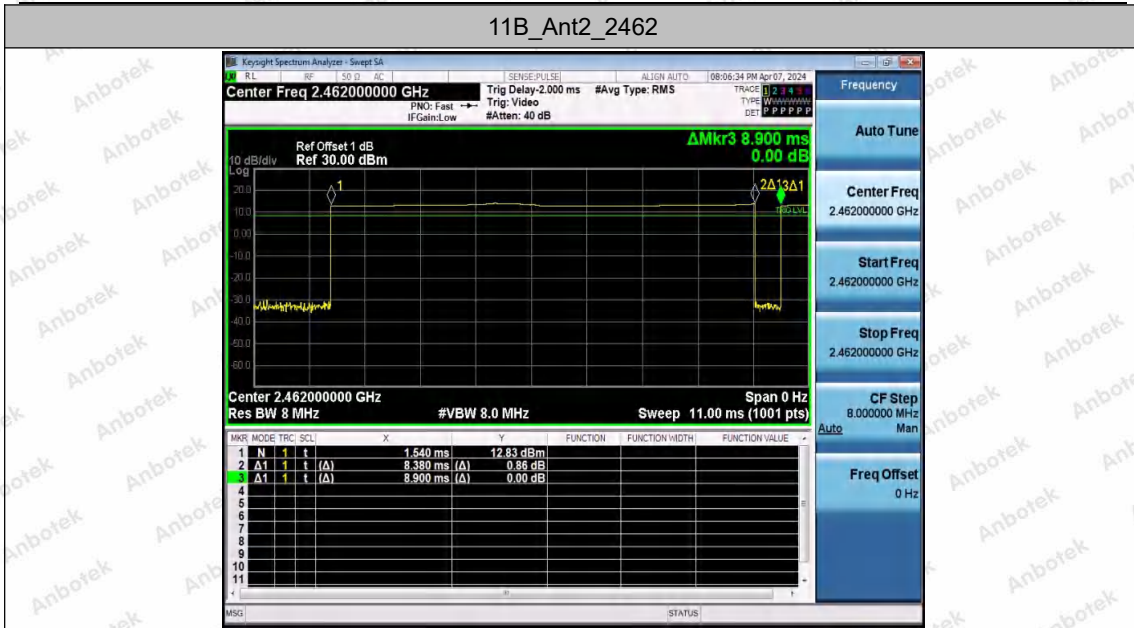 11B_Ant2_2462
Keysight Spectrum Analyzer - Swept SA
RL RF 50 Ω AC SENSE:PULSE ALIGN AUTO 08:06:34 PM Apr 07, 2024
Center Freq 2.462000000 GHz Trig Delay-2.000 ms #Avg Type: RMS TRACE 1 2 3 4 5 6
PNO: Fast Trig: Video TYPE WWWWWW
IFGain:Low #Atten: 40 dB DET P P P P P P
Frequency
Auto Tune
Center Freq
2.462000000 GHz
Start Freq
2.462000000 GHz
Stop Freq
2.462000000 GHz
CF Step
8.000000 MHz
Auto Man
Freq Offset
0 Hz
ΔMkr3 8.900 ms
0.00 dB
Ref Offset 1 dB
10 dB/div Ref 30.00 dBm
Log
1 2Δ1 3Δ1
20.0
10.0 TRIG LVL
0.00
-10.0
-20.0
-30.0
-40.0
-50.0
-60.0
Center 2.462000000 GHz Span 0 Hz
Res BW 8 MHz #VBW 8.0 MHz Sweep 11.00 ms (1001 pts)
MKR MODE TRC SCL X Y FUNCTION FUNCTION WIDTH FUNCTION VALUE
1 N 1 t 1.540 ms 12.83 dBm
2 Δ1 1 t (Δ) 8.380 ms (Δ) 0.86 dB
3 Δ1 1 t (Δ) 8.900 ms (Δ) 0.00 dB
4
5
6
7
8
9
10
11
MSG STATUS